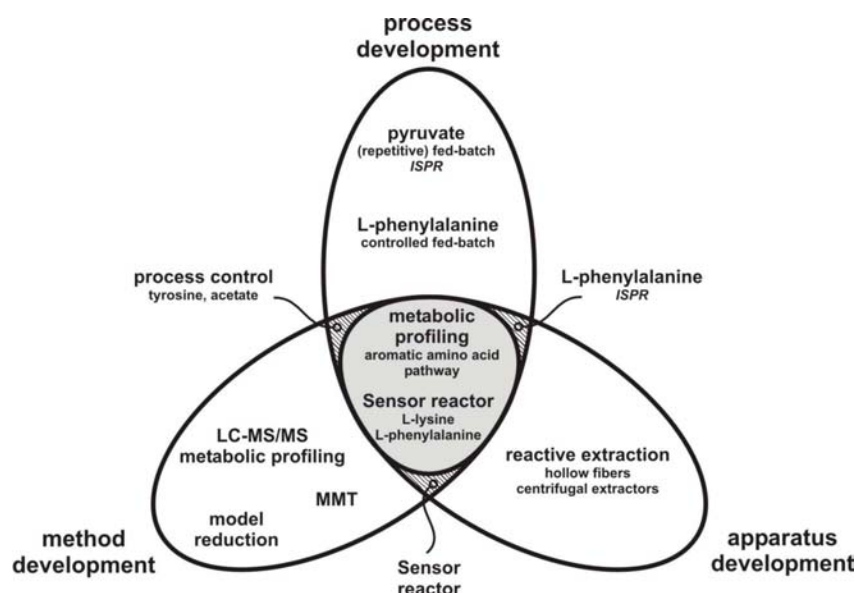 process
development
pyruvate
(repetitive) fed-batch
ISPR
L-phenylalanine
controlled fed-batch
process control
tyrosine, acetate
L-phenylalanine
ISPR
metabolic
profiling
aromatic amino acid
pathway
Sensor reactor
L-lysine
L-phenylalanine
LC-MS/MS
metabolic profiling
MMT
model
reduction
reactive extraction
hollow fibers
centrifugal extractors
method
development
Sensor
reactor
apparatus
development